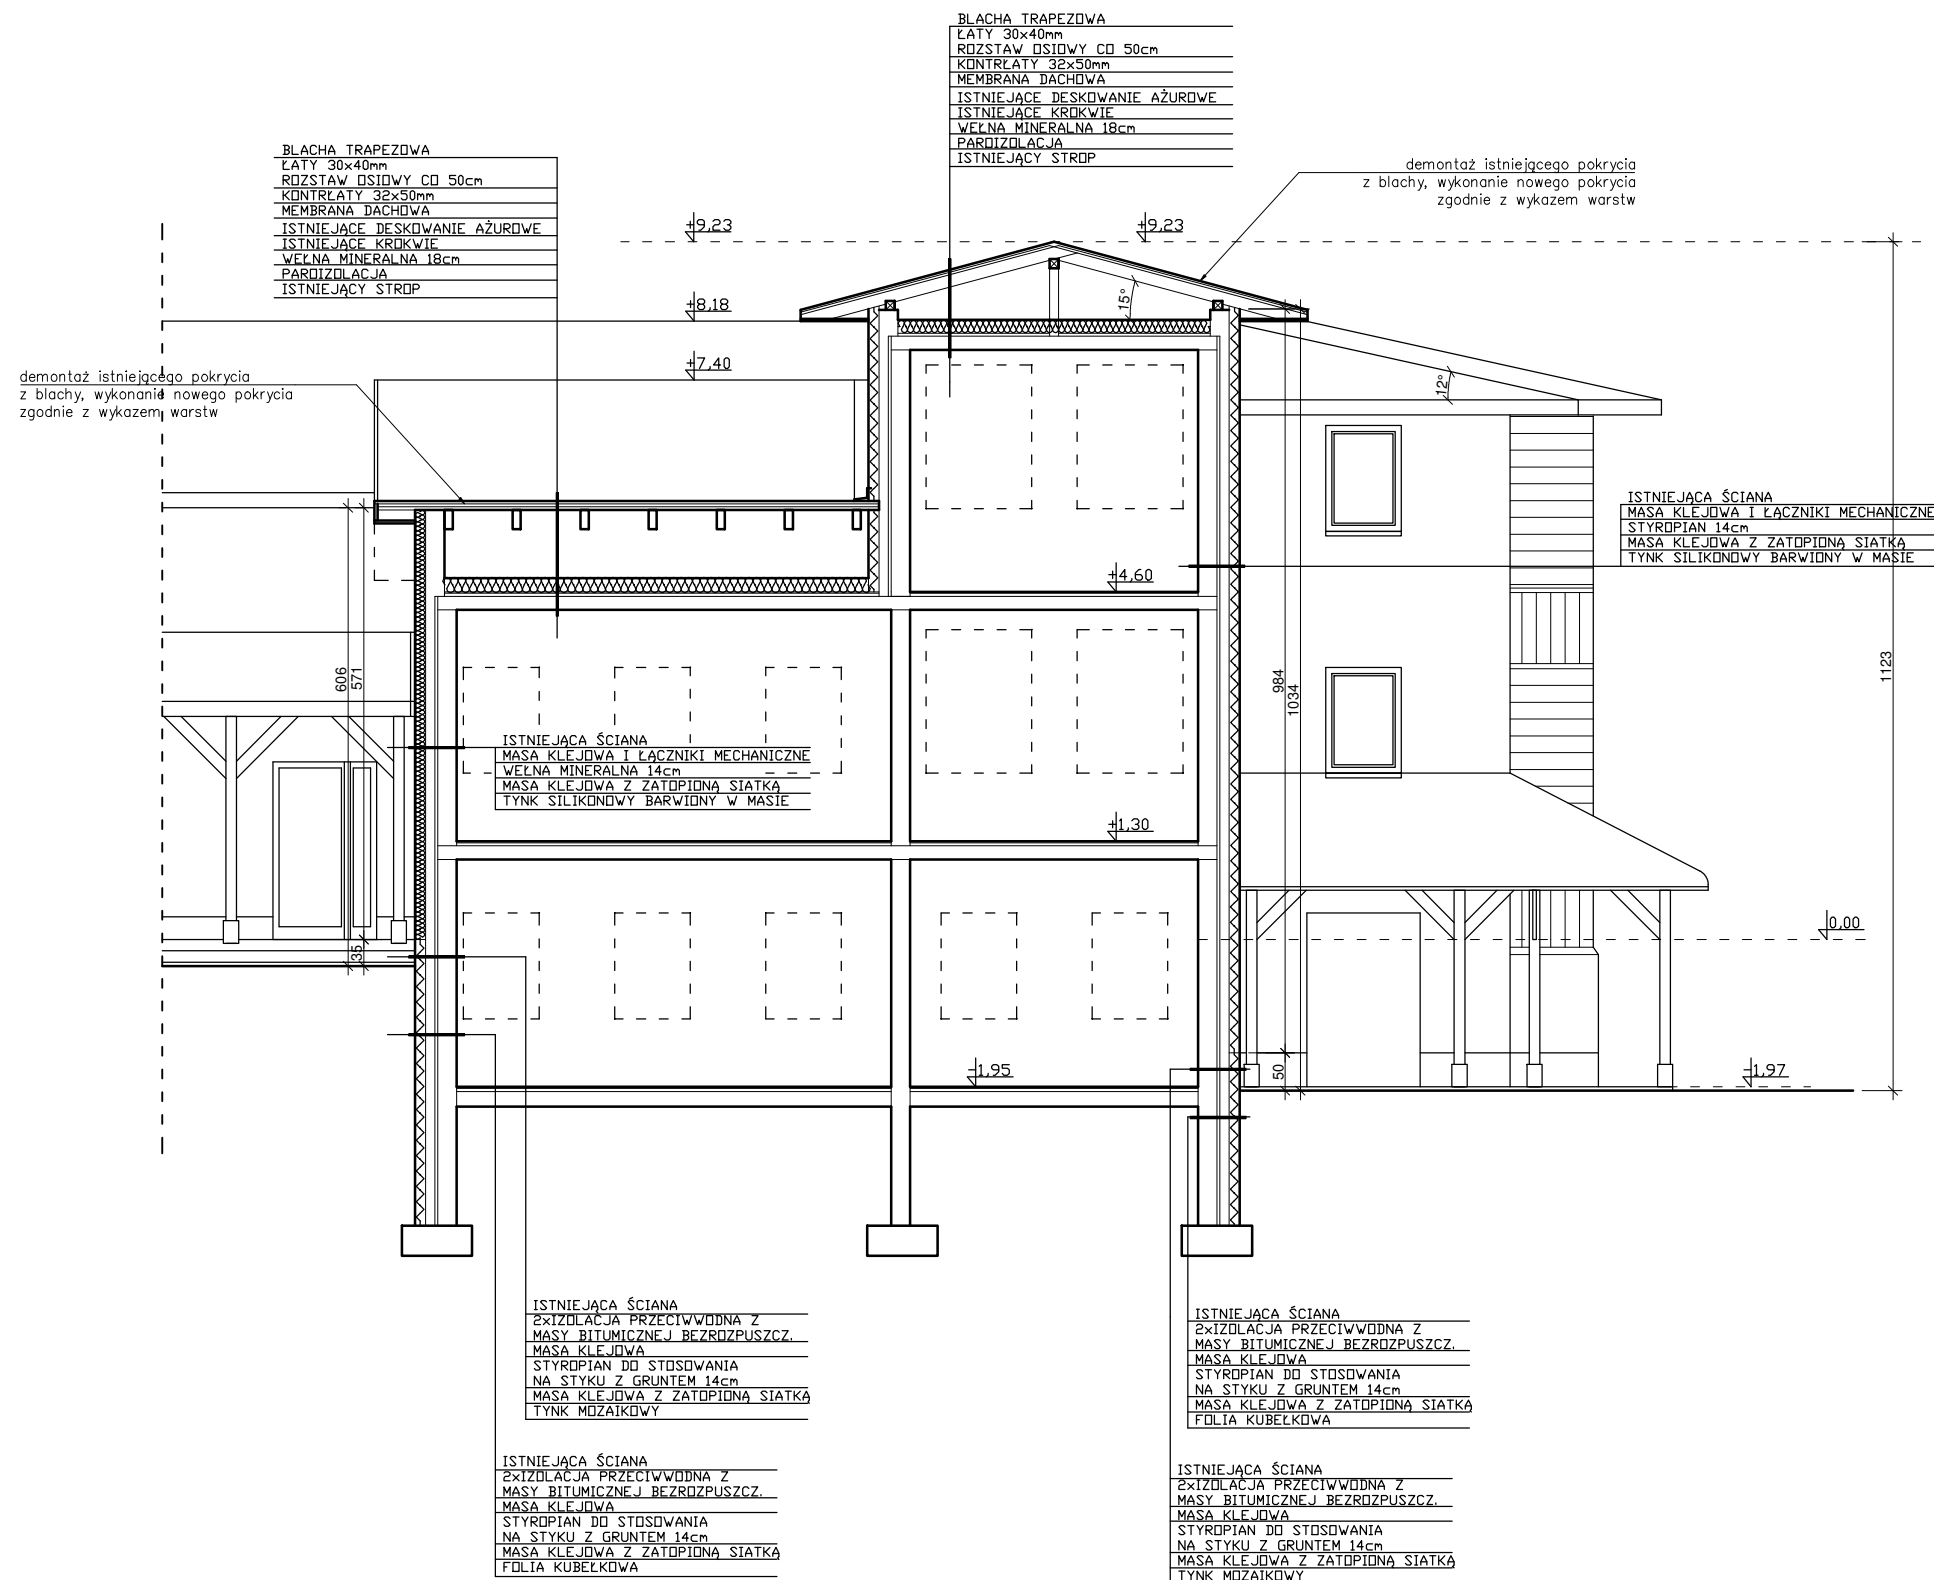 BLACHA TRAPEZOWA
ŁATY 30x40mm
ROZSTAW OSIOWY CO 50cm
KONTRŁATY 32x50mm
MEMBRANA DACHOWA
ISTNIEJĄCE DESKOWANIE AŻUROWE
ISTNIEJĄCE KROKWIE
WEŁNA MINERALNA 18cm
PAROIZOLACJA
ISTNIEJĄCY STROP
BLACHA TRAPEZOWA
ŁATY 30x40mm
ROZSTAW OSIOWY CO 50cm
KONTRŁATY 32x50mm
MEMBRANA DACHOWA
ISTNIEJĄCE DESKOWANIE AŻUROWE
ISTNIEJĄCE KROKWIE
WEŁNA MINERALNA 18cm
PAROIZOLACJA
ISTNIEJĄCY STROP
demontaż istniejącego pokrycia
z blachy, wykonanie nowego pokrycia
zgodnie z wykazem warstw
+9,23
+9,23
+8,18
15°
+7,40
12°
demontaż istniejącego pokrycia
z blachy, wykonanie nowego pokrycia
zgodnie z wykazem warstw
ISTNIEJĄCA ŚCIANA
MASA KLEJOWA I ŁĄCZNIKI MECHANICZNE
STYROPIAN 14cm
MASA KLEJOWA Z ZATOPIONĄ SIATKĄ
TYNK SILIKONOWY BARWIONY W MASIE
+4,60
606
571
984
1034
1123
ISTNIEJĄCA ŚCIANA
MASA KLEJOWA I ŁĄCZNIKI MECHANICZNE
WEŁNA MINERALNA 14cm
MASA KLEJOWA Z ZATOPIONĄ SIATKĄ
TYNK SILIKONOWY BARWIONY W MASIE
+1,30
0,00
35
50
-1,95
-1,97
ISTNIEJĄCA ŚCIANA
2xIZOLACJA PRZECIWWODNA Z
MASY BITUMICZNEJ BEZROZPUSZCZ.
MASA KLEJOWA
STYROPIAN DO STOSOWANIA
NA STYKU Z GRUNTEM 14cm
MASA KLEJOWA Z ZATOPIONĄ SIATKĄ
TYNK MOZAIKOWY
ISTNIEJĄCA ŚCIANA
2xIZOLACJA PRZECIWWODNA Z
MASY BITUMICZNEJ BEZROZPUSZCZ.
MASA KLEJOWA
STYROPIAN DO STOSOWANIA
NA STYKU Z GRUNTEM 14cm
MASA KLEJOWA Z ZATOPIONĄ SIATKĄ
FOLIA KUBEŁKOWA
ISTNIEJĄCA ŚCIANA
2xIZOLACJA PRZECIWWODNA Z
MASY BITUMICZNEJ BEZROZPUSZCZ.
MASA KLEJOWA
STYROPIAN DO STOSOWANIA
NA STYKU Z GRUNTEM 14cm
MASA KLEJOWA Z ZATOPIONĄ SIATKĄ
FOLIA KUBEŁKOWA
ISTNIEJĄCA ŚCIANA
2xIZOLACJA PRZECIWWODNA Z
MASY BITUMICZNEJ BEZROZPUSZCZ.
MASA KLEJOWA
STYROPIAN DO STOSOWANIA
NA STYKU Z GRUNTEM 14cm
MASA KLEJOWA Z ZATOPIONĄ SIATKĄ
TYNK MOZAIKOWY